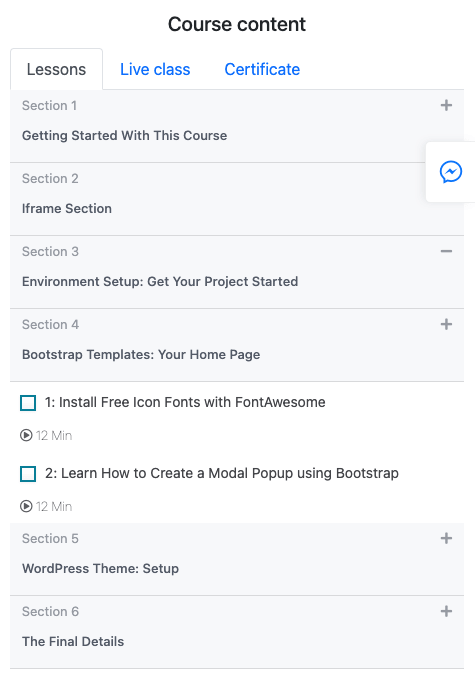 Course content
Lessons
Live class
Certificate
Section 1
Getting Started With This Course
Section 2
Iframe Section
Section 3
Environment Setup: Get Your Project Started
Section 4
Bootstrap Templates: Your Home Page
1: Install Free Icon Fonts with FontAwesome
12 Min
2: Learn How to Create a Modal Popup using Bootstrap
12 Min
Section 5
WordPress Theme: Setup
Section 6
The Final Details